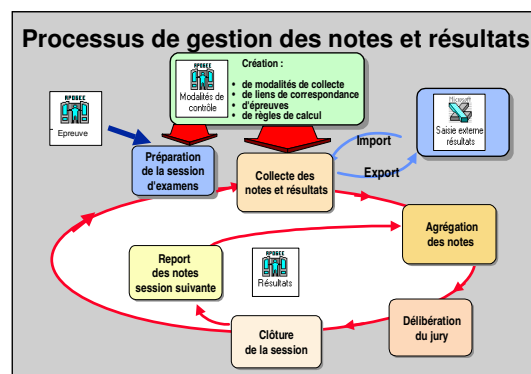 Processus de gestion des notes et résultats
Création :
APOGEE
Modalités de
contrôle
• de modalités de collecte
• de liens de correspondance
• d'épreuves
• de règles de calcul
APOGEE
Epreuve
Microsoft
Saisie externe
résultats
Import
Export
Préparation
de la session
d'examens
Collecte des
notes et résultats
Agrégation
des notes
Report
des notes
session suivante
APOGEE
Résultats
Délibération
du jury
Clôture
de la session